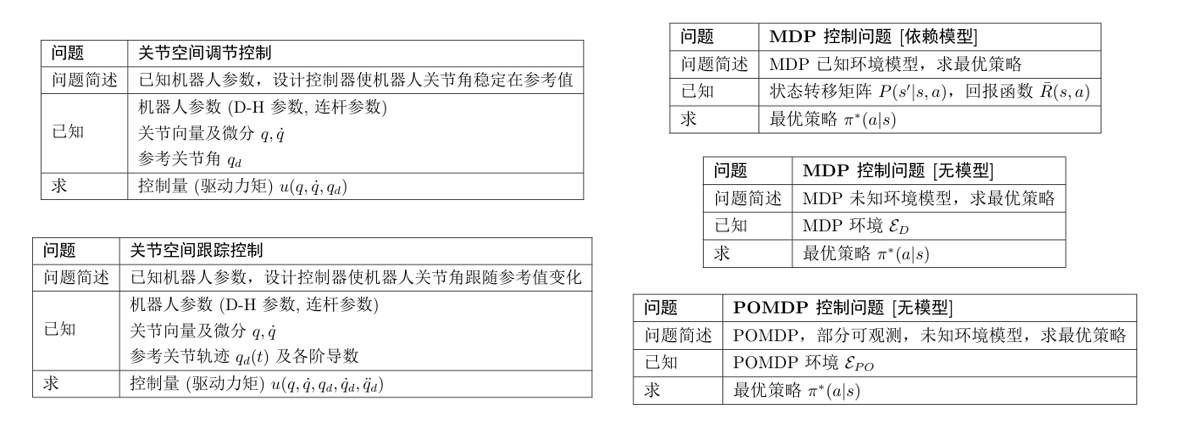 问题 关节空间调节控制
问题简述 已知机器人参数，设计控制器使机器人关节角稳定在参考值
已知 机器人参数 (D-H 参数, 连杆参数)
关节向量及微分 q, q̇
参考关节角 q_d
求 控制量 (驱动力矩) u(q, q̇, q_d)
问题 关节空间跟踪控制
问题简述 已知机器人参数，设计控制器使机器人关节角跟随参考值变化
已知 机器人参数 (D-H 参数, 连杆参数)
关节向量及微分 q, q̇
参考关节轨迹 q_d(t) 及各阶导数
求 控制量 (驱动力矩) u(q, q̇, q_d, q̇_d, q̈_d)
问题 MDP 控制问题 [依赖模型]
问题简述 MDP 已知环境模型，求最优策略
已知 状态转移矩阵 P(s′|s, a)，回报函数 R̄(s, a)
求 最优策略 π*(a|s)
问题 MDP 控制问题 [无模型]
问题简述 MDP 未知环境模型，求最优策略
已知 MDP 环境 ℰ_D
求 最优策略 π*(a|s)
问题 POMDP 控制问题 [无模型]
问题简述 POMDP，部分可观测，未知环境模型，求最优策略
已知 POMDP 环境 ℰ_PO
求 最优策略 π*(a|s)